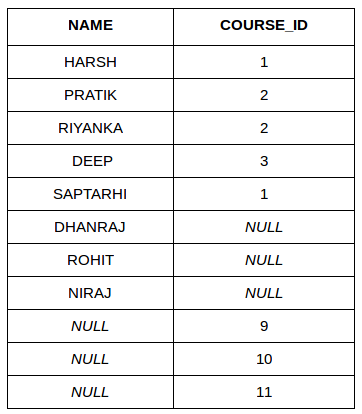 NAME COURSE_ID
HARSH 1
PRATIK 2
RIYANKA 2
DEEP 3
SAPTARHI 1
DHANRAJ NULL
ROHIT NULL
NIRAJ NULL
NULL 9
NULL 10
NULL 11